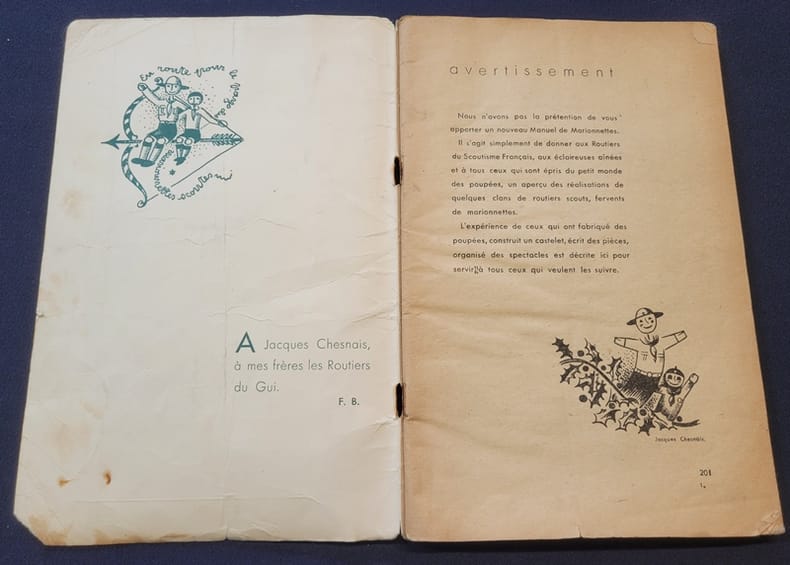 En route pour le
marionnettes scoutes
A Jacques Chesnais,
à mes frères les Routiers
du Gui.
F. B.
avertissement
Nous n'avons pas la prétention de vous
apporter un nouveau Manuel de Marionnettes.
Il s'agit simplement de donner aux Routiers
du Scoutisme Français, aux éclaireuses aînées
et à tous ceux qui sont épris du petit monde
des poupées, un aperçu des réalisations de
quelques clans de routiers scouts, fervents
de marionnettes.
L'expérience de ceux qui ont fabriqué des
poupées, construit un castelet, écrit des pièces,
organisé des spectacles est décrite ici pour
servir à tous ceux qui veulent les suivre.
Jacques Chesnais.
201
1.